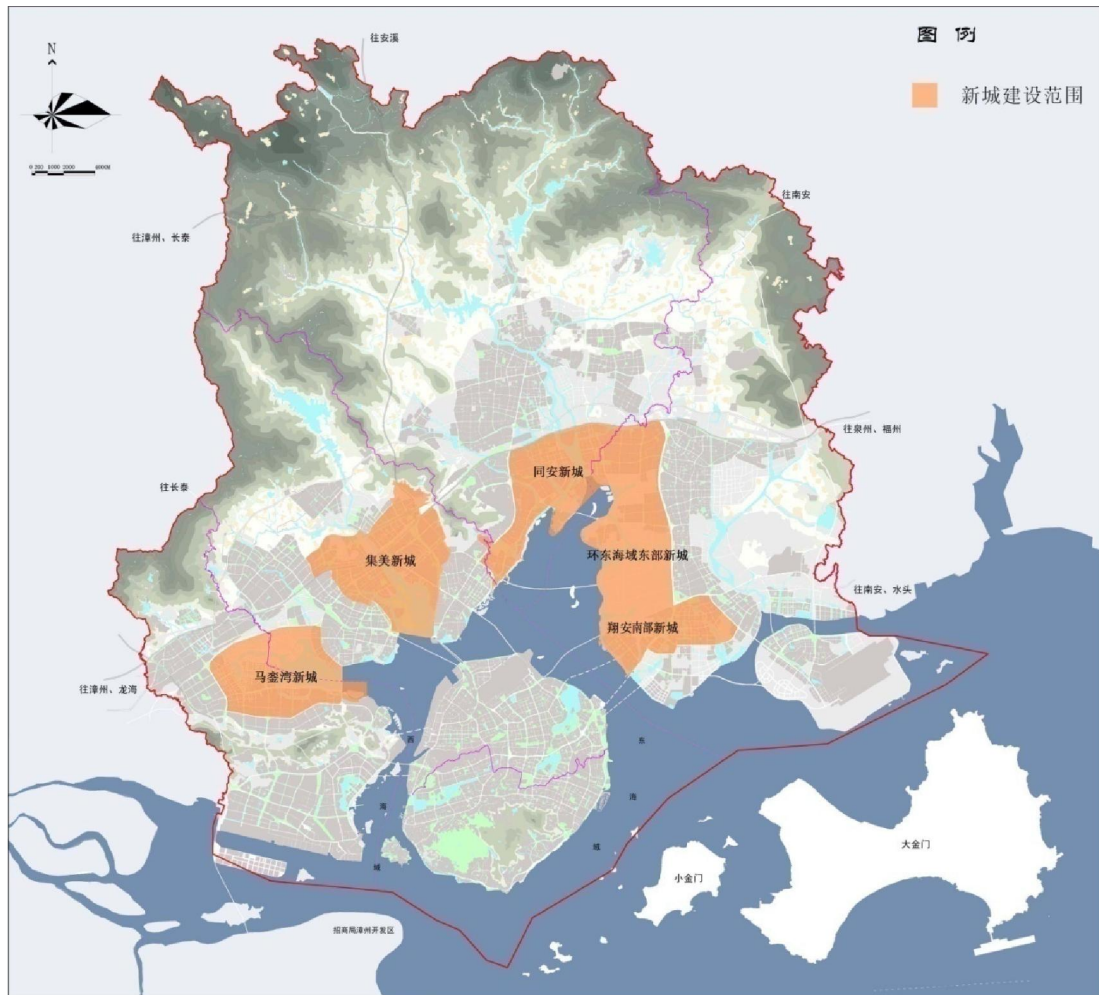 图 例
新城建设范围
N
往安溪
往南安
往漳州、长泰
往泉州、福州
往长泰
同安新城
集美新城
环东海域东部新城
往南安、水头
翔安南部新城
马銮湾新城
往漳州、龙海
西
海
域
东
海
域
大金门
小金门
招商局漳州开发区